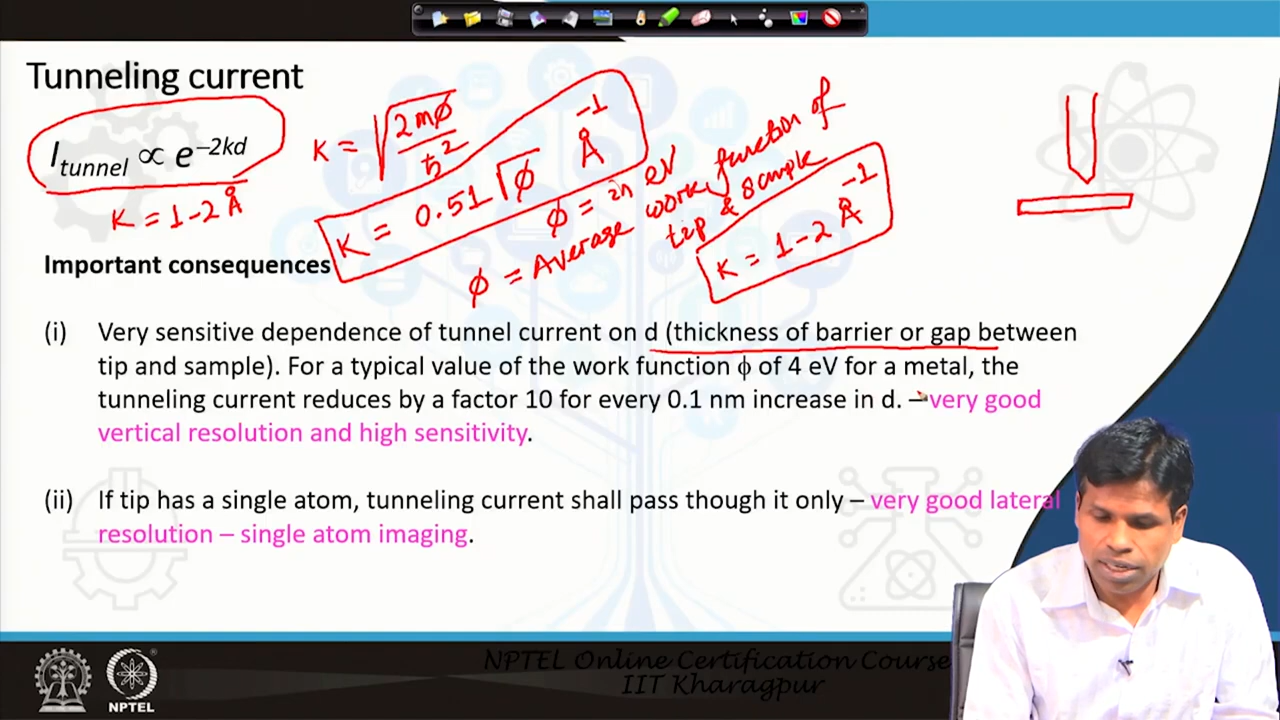 Tunneling current
I tunnel ∝ e^–2kd
K = 1-2 Å
K = √(2mϕ/ħ²)
K = 0.51 √ϕ Å^-1
ϕ = in eV
ϕ = Average work function of
tip & sample
K = 1-2 Å^-1
Important consequences
(i) Very sensitive dependence of tunnel current on d (thickness of barrier or gap between
tip and sample). For a typical value of the work function ϕ of 4 eV for a metal, the
tunneling current reduces by a factor 10 for every 0.1 nm increase in d. – very good
vertical resolution and high sensitivity.
(ii) If tip has a single atom, tunneling current shall pass though it only – very good lateral
resolution – single atom imaging.
NPTEL Online Certification Course
IIT Kharagpur
NPTEL